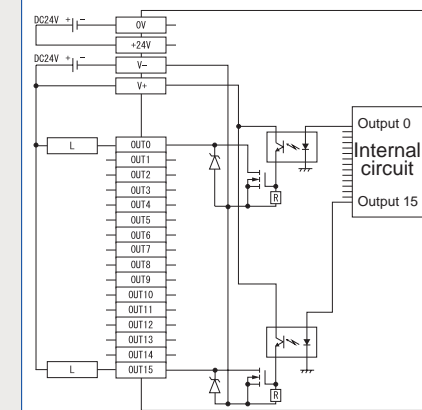 DC24V + -
0V
+24V
DC24V + -
V-
V+
Output 0
L
OUT0
OUT1
Internal
circuit
OUT2
OUT3
R
OUT4
Output 15
OUT5
OUT6
OUT7
OUT8
OUT9
OUT10
OUT11
OUT12
OUT13
OUT14
L
OUT15
R